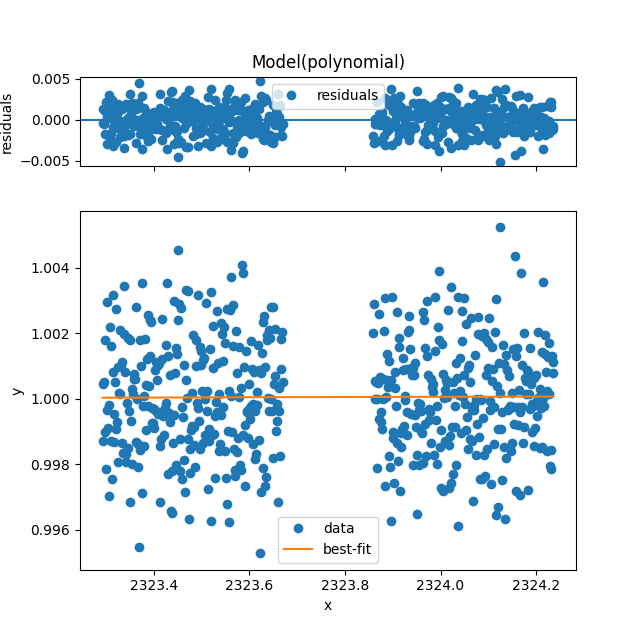 Model(polynomial)
0.005
0.000
−0.005
residuals
residuals
1.004
1.002
1.000
0.998
0.996
y
data
best-fit
2323.4 2323.6 2323.8 2324.0 2324.2
x